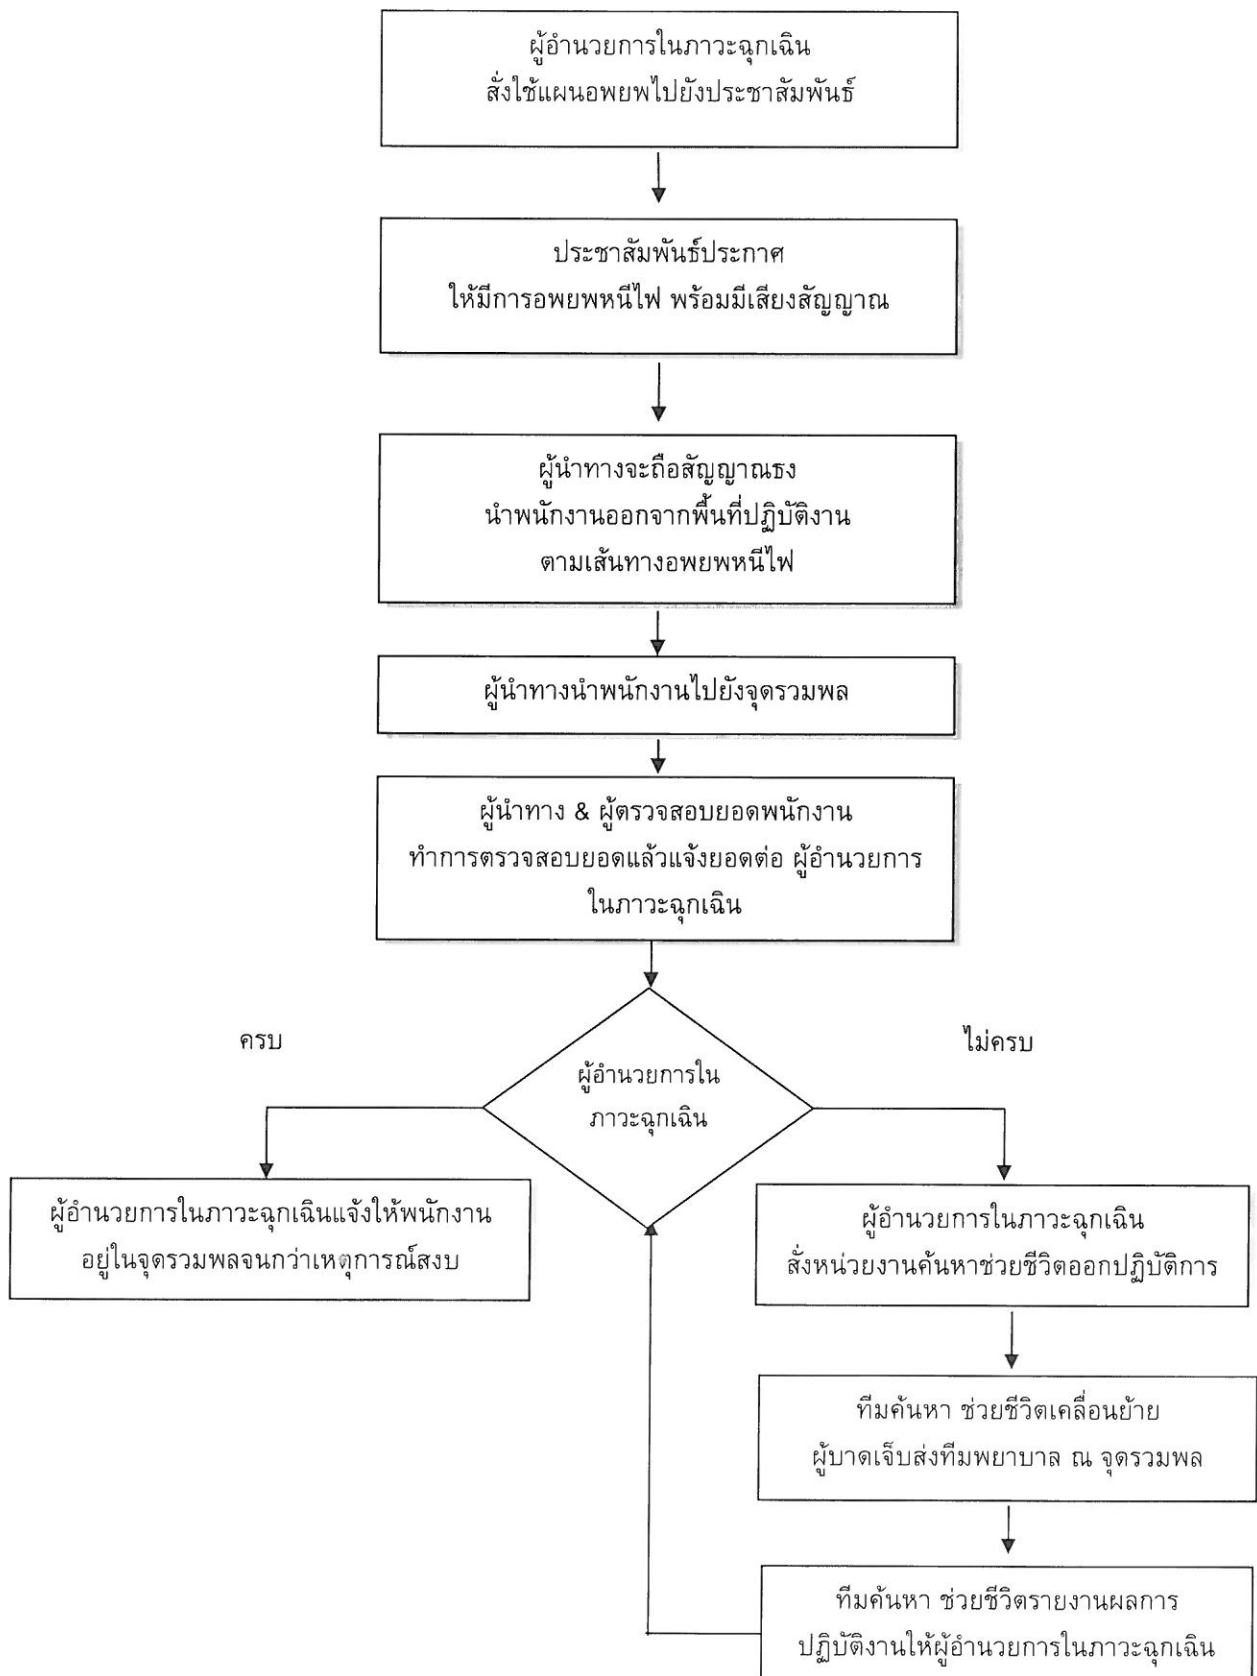 ผู้อำนวยการในภาวะฉุกเฉิน
สั่งใช้แผนอพยพไปยังประชาสัมพันธ์
ประชาสัมพันธ์ประกาศ
ให้มีการอพยพหนีไฟ พร้อมมีเสียงสัญญาณ
ผู้นำทางจะถือสัญญาณธง
นำพนักงานออกจากพื้นที่ปฏิบัติงาน
ตามเส้นทางอพยพหนีไฟ
ผู้นำทางนำพนักงานไปยังจุดรวมพล
ผู้นำทาง & ผู้ตรวจสอบยอดพนักงาน
ทำการตรวจสอบยอดแล้วแจ้งยอดต่อ ผู้อำนวยการ
ในภาวะฉุกเฉิน
ครบ
ไม่ครบ
ผู้อำนวยการใน
ภาวะฉุกเฉิน
ผู้อำนวยการในภาวะฉุกเฉินแจ้งให้พนักงาน
อยู่ในจุดรวมพลจนกว่าเหตุการณ์สงบ
ผู้อำนวยการในภาวะฉุกเฉิน
สั่งหน่วยงานค้นหาช่วยชีวิตออกปฏิบัติการ
ทีมค้นหา ช่วยชีวิตเคลื่อนย้าย
ผู้บาดเจ็บส่งทีมพยาบาล ณ จุดรวมพล
ทีมค้นหา ช่วยชีวิตรายงานผลการ
ปฏิบัติงานให้ผู้อำนวยการในภาวะฉุกเฉิน